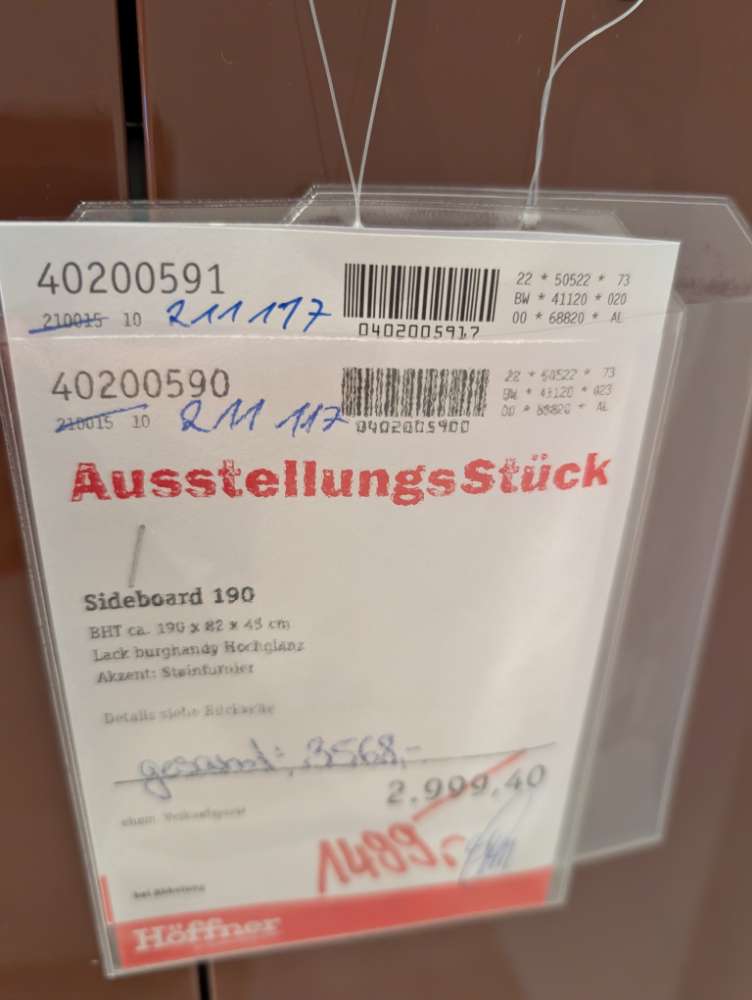 40200591
22 * 50522 * 73
BW * 41120 * 020
00 * 68820 * AL
210015 10 211117
0402005917
40200590
22 * 50522 * 73
BW * 41120 * 023
00 * 68820 * AL
210015 10 211 117
0402005900
AusstellungsStück
Sideboard 190
BHT ca. 190 x 82 x 45 cm
Lack burghandy Hochglanz
Akzent: Steinfurnier
Details siehe Rückseite
gesamt: 3568,-
2.999,40
1489,-
Höffner